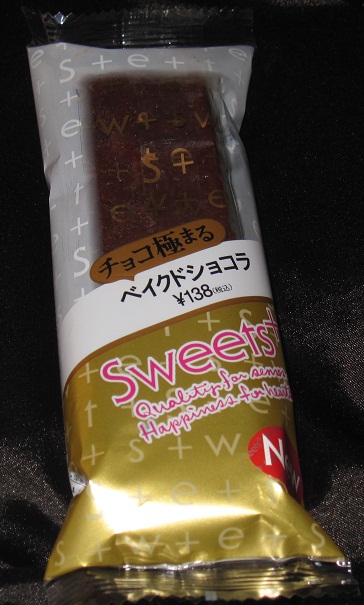 チョコ極まる
ベイクドショコラ
¥138(税込)
Sweets+
Quality for sense
Happiness for heart
New